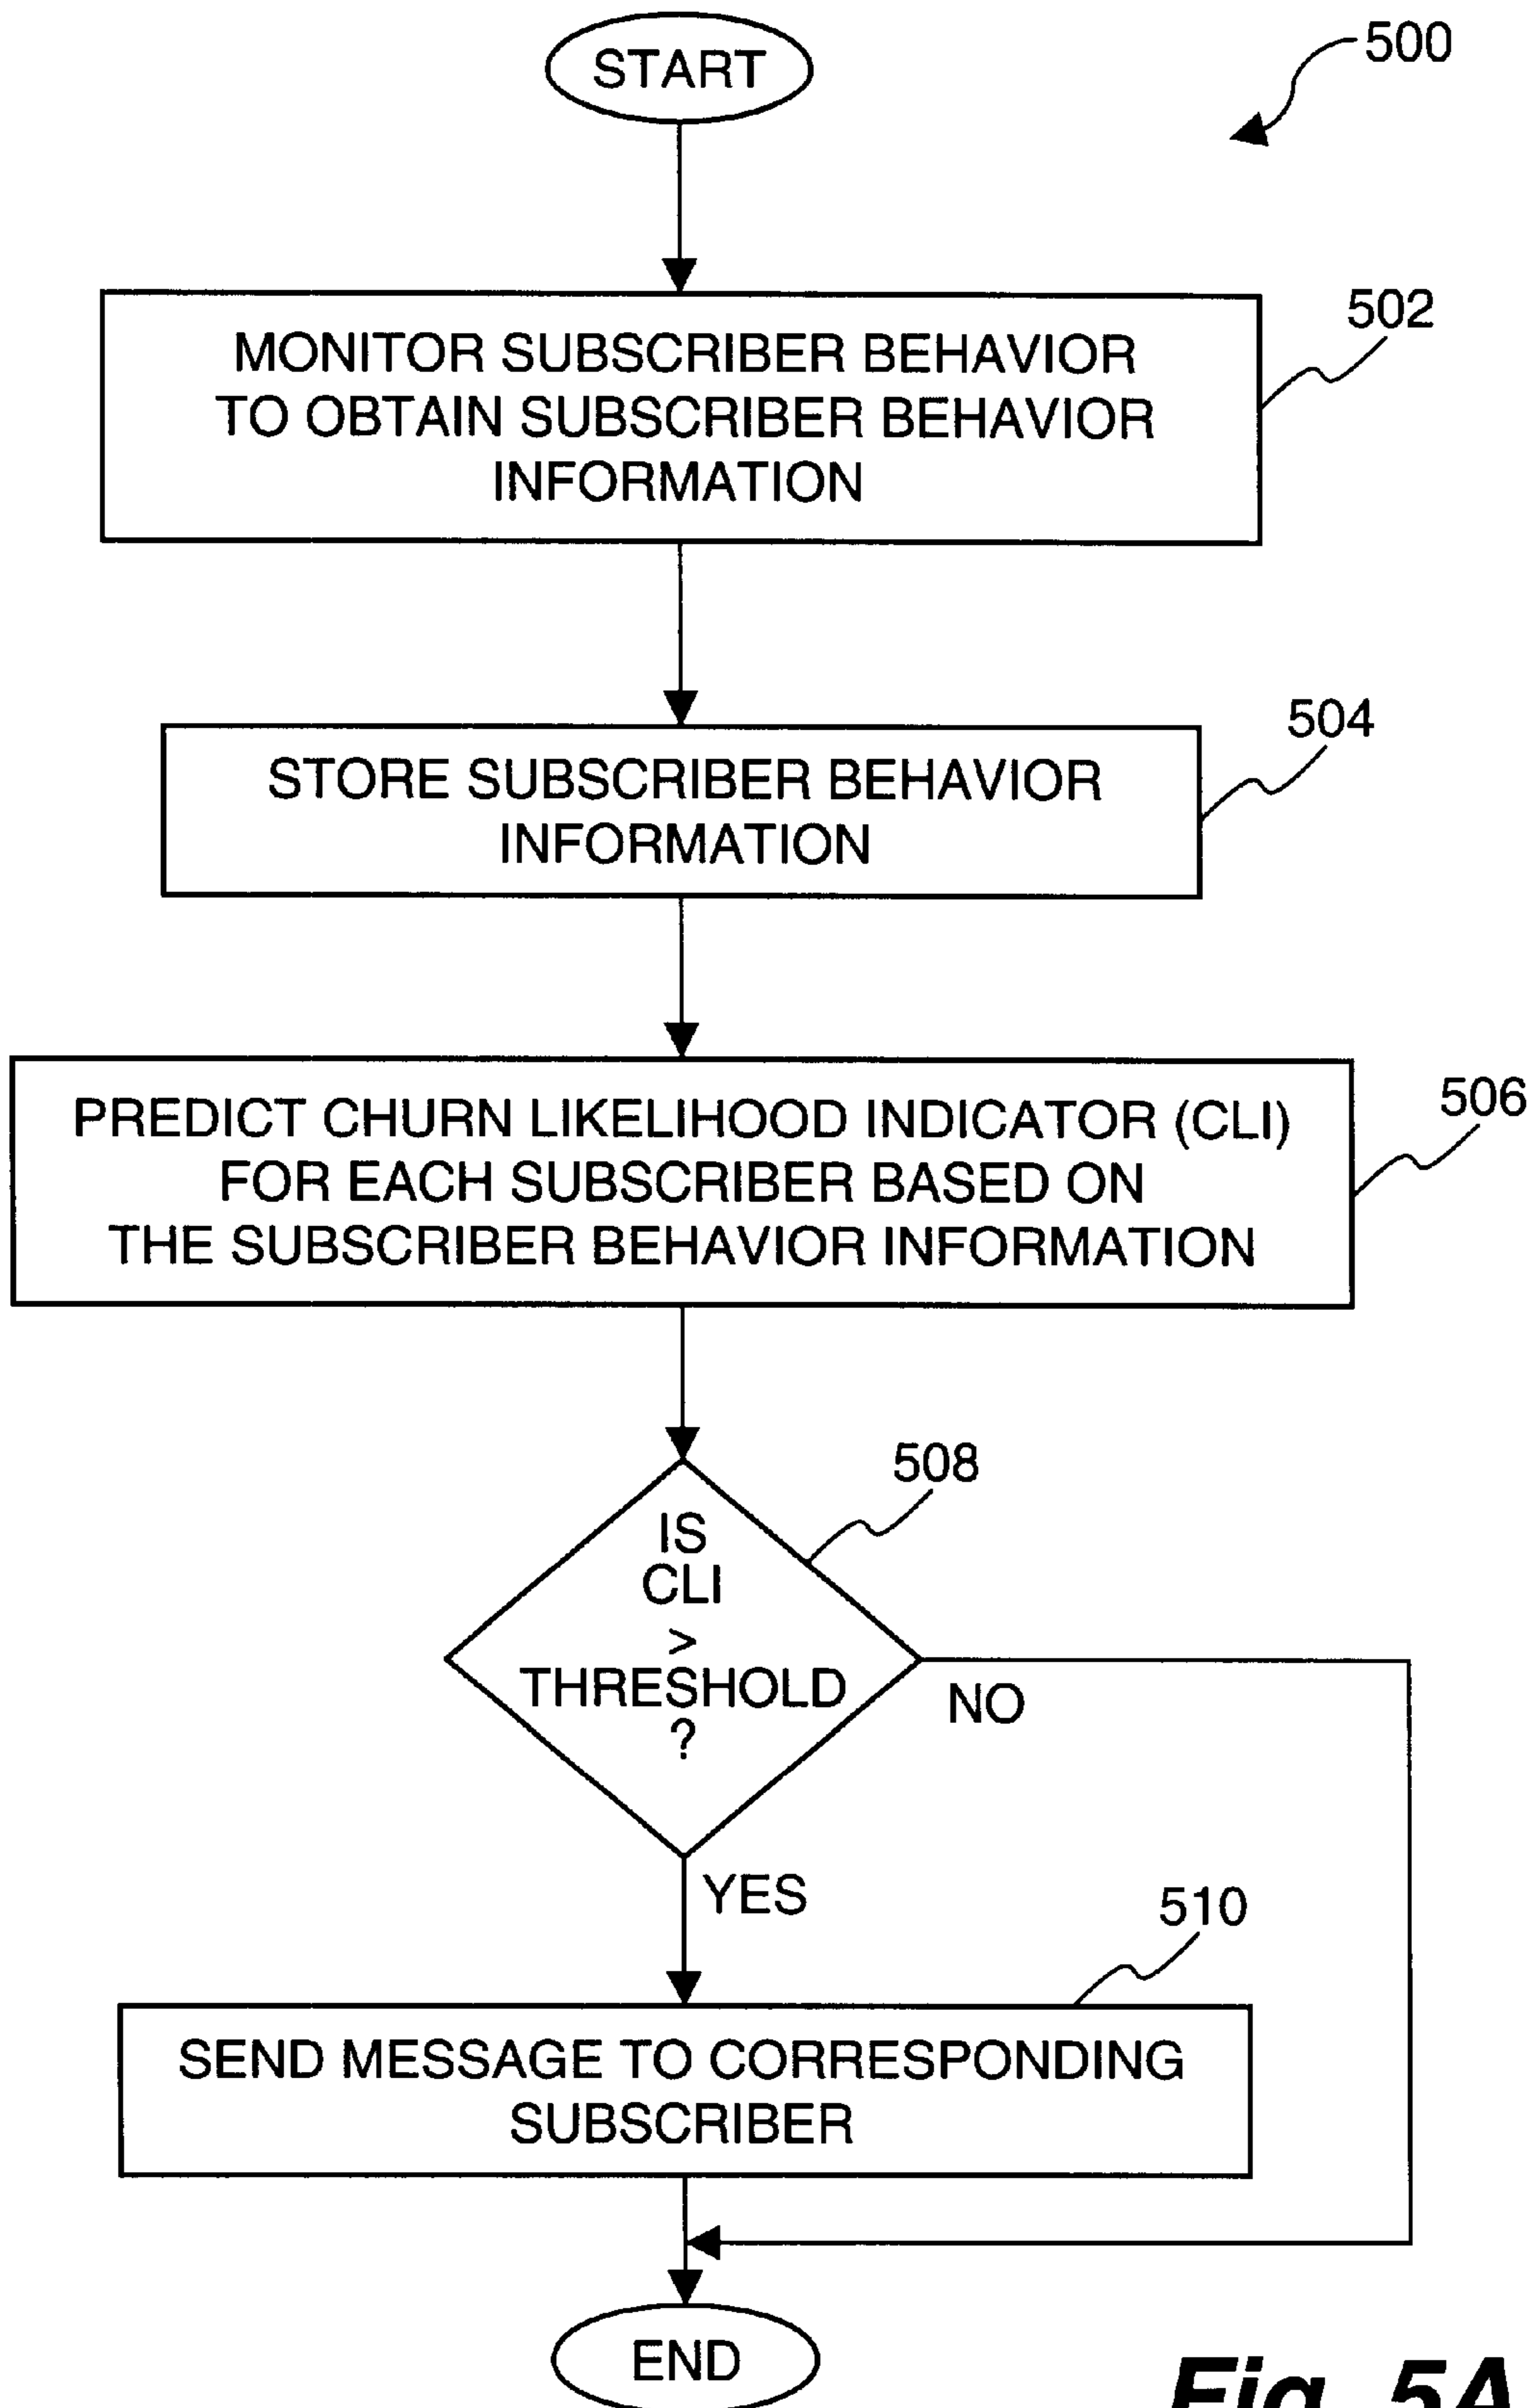 START
500
MONITOR SUBSCRIBER BEHAVIOR
TO OBTAIN SUBSCRIBER BEHAVIOR
INFORMATION
502
STORE SUBSCRIBER BEHAVIOR
INFORMATION
504
PREDICT CHURN LIKELIHOOD INDICATOR (CLI)
FOR EACH SUBSCRIBER BASED ON
THE SUBSCRIBER BEHAVIOR INFORMATION
506
508
IS
CLI
>
THRESHOLD
?
NO
YES
510
SEND MESSAGE TO CORRESPONDING
SUBSCRIBER
END
Fig. 5A